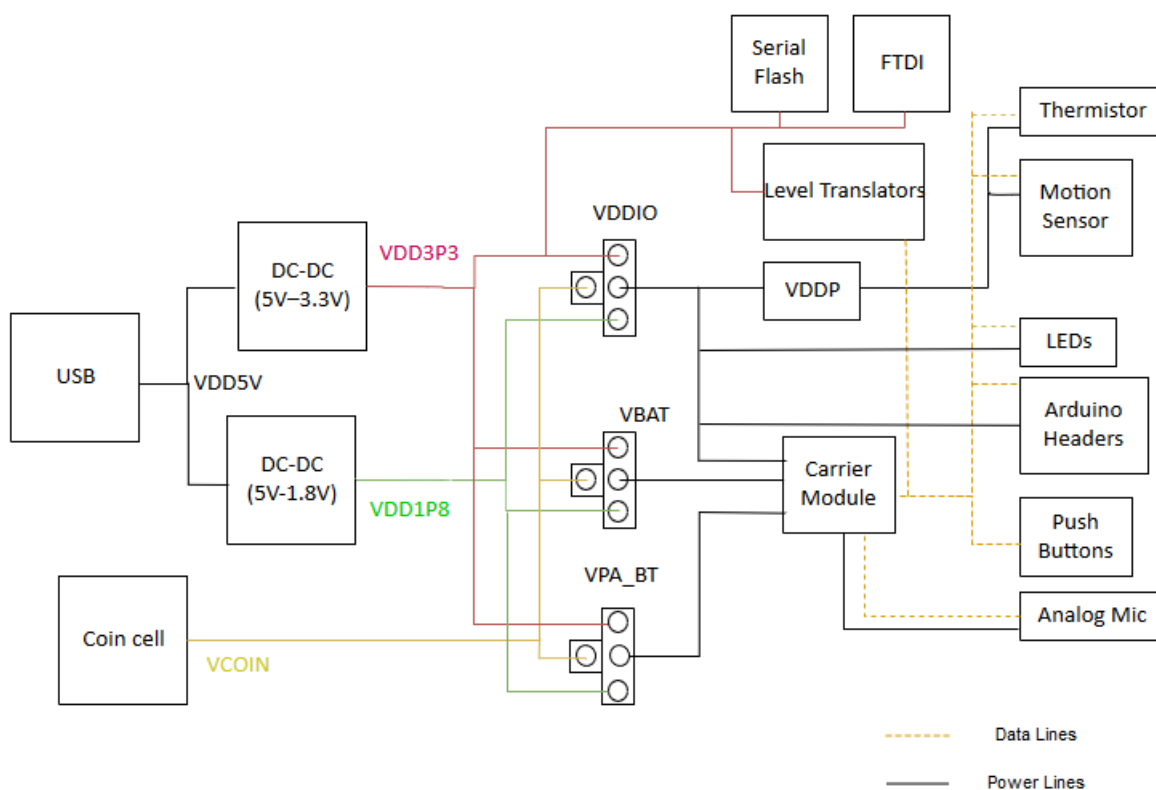 Serial
Flash
FTDI
Thermistor
Level Translators
Motion
Sensor
VDDIO
VDD3P3
DC-DC
(5V–3.3V)
VDDP
LEDs
USB
VDD5V
VBAT
Arduino
Headers
DC-DC
(5V-1.8V)
Carrier
Module
VDD1P8
Push
Buttons
VPA_BT
Analog Mic
Coin cell
VCOIN
Data Lines
Power Lines